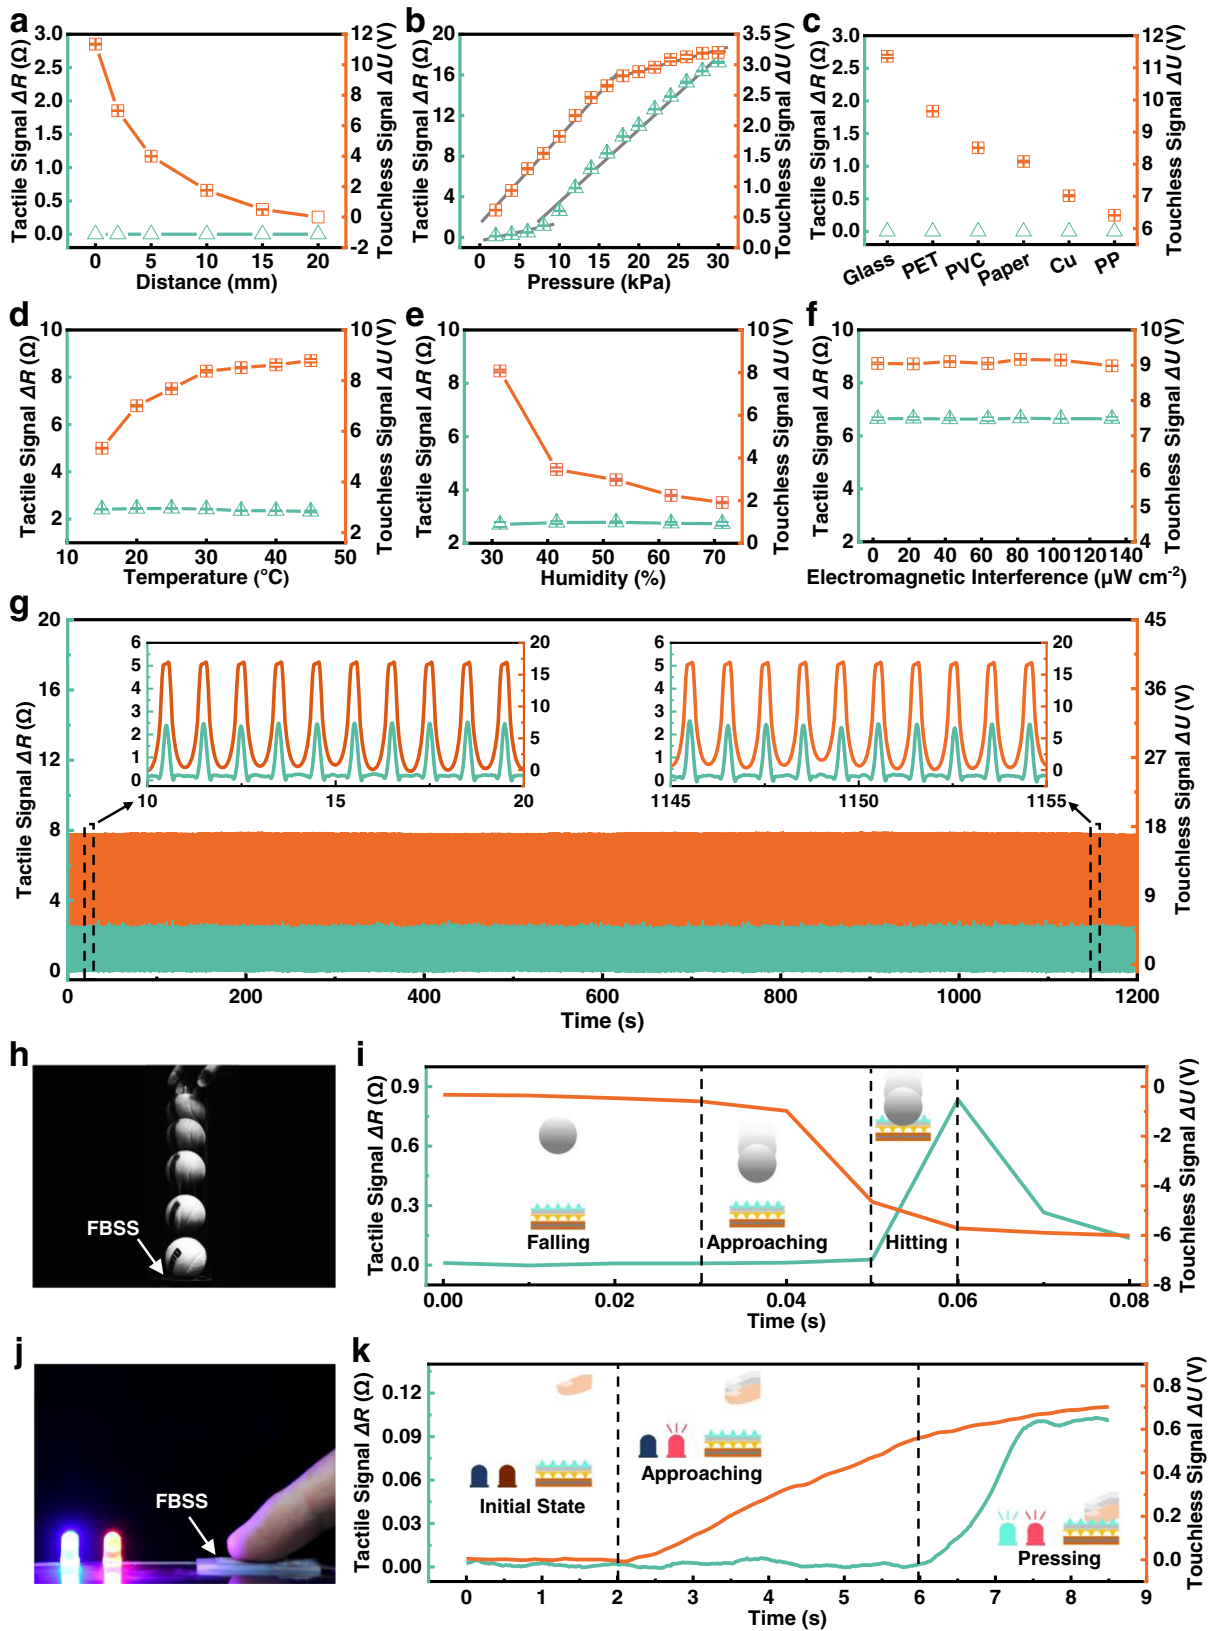 a
Tactile Signal ΔR (Ω)
3.0
2.5
2.0
1.5
1.0
0.5
0.0
12
10
8
6
4
2
0
-2
Touchless Signal ΔU (V)
0 5 10 15 20
Distance (mm)
b
Tactile Signal ΔR (Ω)
20
16
12
8
4
0
3.5
3.0
2.5
2.0
1.5
1.0
0.5
0.0
Touchless Signal ΔU (V)
0 5 10 15 20 25 30
Pressure (kPa)
c
Tactile Signal ΔR (Ω)
3.0
2.5
2.0
1.5
1.0
0.5
0.0
12
11
10
9
8
7
6
Touchless Signal ΔU (V)
Glass PET PVC Paper Cu PP
d
Tactile Signal ΔR (Ω)
10
8
6
4
2
10
8
6
4
2
Touchless Signal ΔU (V)
10 20 30 40 50
Temperature (°C)
e
Tactile Signal ΔR (Ω)
10
8
6
4
2
8
6
4
2
0
Touchless Signal ΔU (V)
30 40 50 60 70
Humidity (%)
f
Tactile Signal ΔR (Ω)
10
8
6
4
2
10
9
8
7
6
5
4
Touchless Signal ΔU (V)
0 20 40 60 80 100 120 140
Electromagnetic Interference (μW cm-2)
g
Tactile Signal ΔR (Ω)
20
16
12
8
4
0
45
36
27
18
9
0
Touchless Signal ΔU (V)
6
5
4
3
2
1
0
20
15
10
5
0
10 15 20
6
5
4
3
2
1
0
20
15
10
5
0
1145 1150 1155
0 200 400 600 800 1000 1200
Time (s)
h
FBSS
i
Tactile Signal ΔR (Ω)
0.9
0.6
0.3
0.0
0
-2
-4
-6
-8
Touchless Signal ΔU (V)
Falling
Approaching
Hitting
0.00 0.02 0.04 0.06 0.08
Time (s)
j
FBSS
k
Tactile Signal ΔR (Ω)
0.12
0.09
0.06
0.03
0.00
0.8
0.6
0.4
0.2
0.0
Touchless Signal ΔU (V)
Initial State
Approaching
Pressing
0 1 2 3 4 5 6 7 8 9
Time (s)